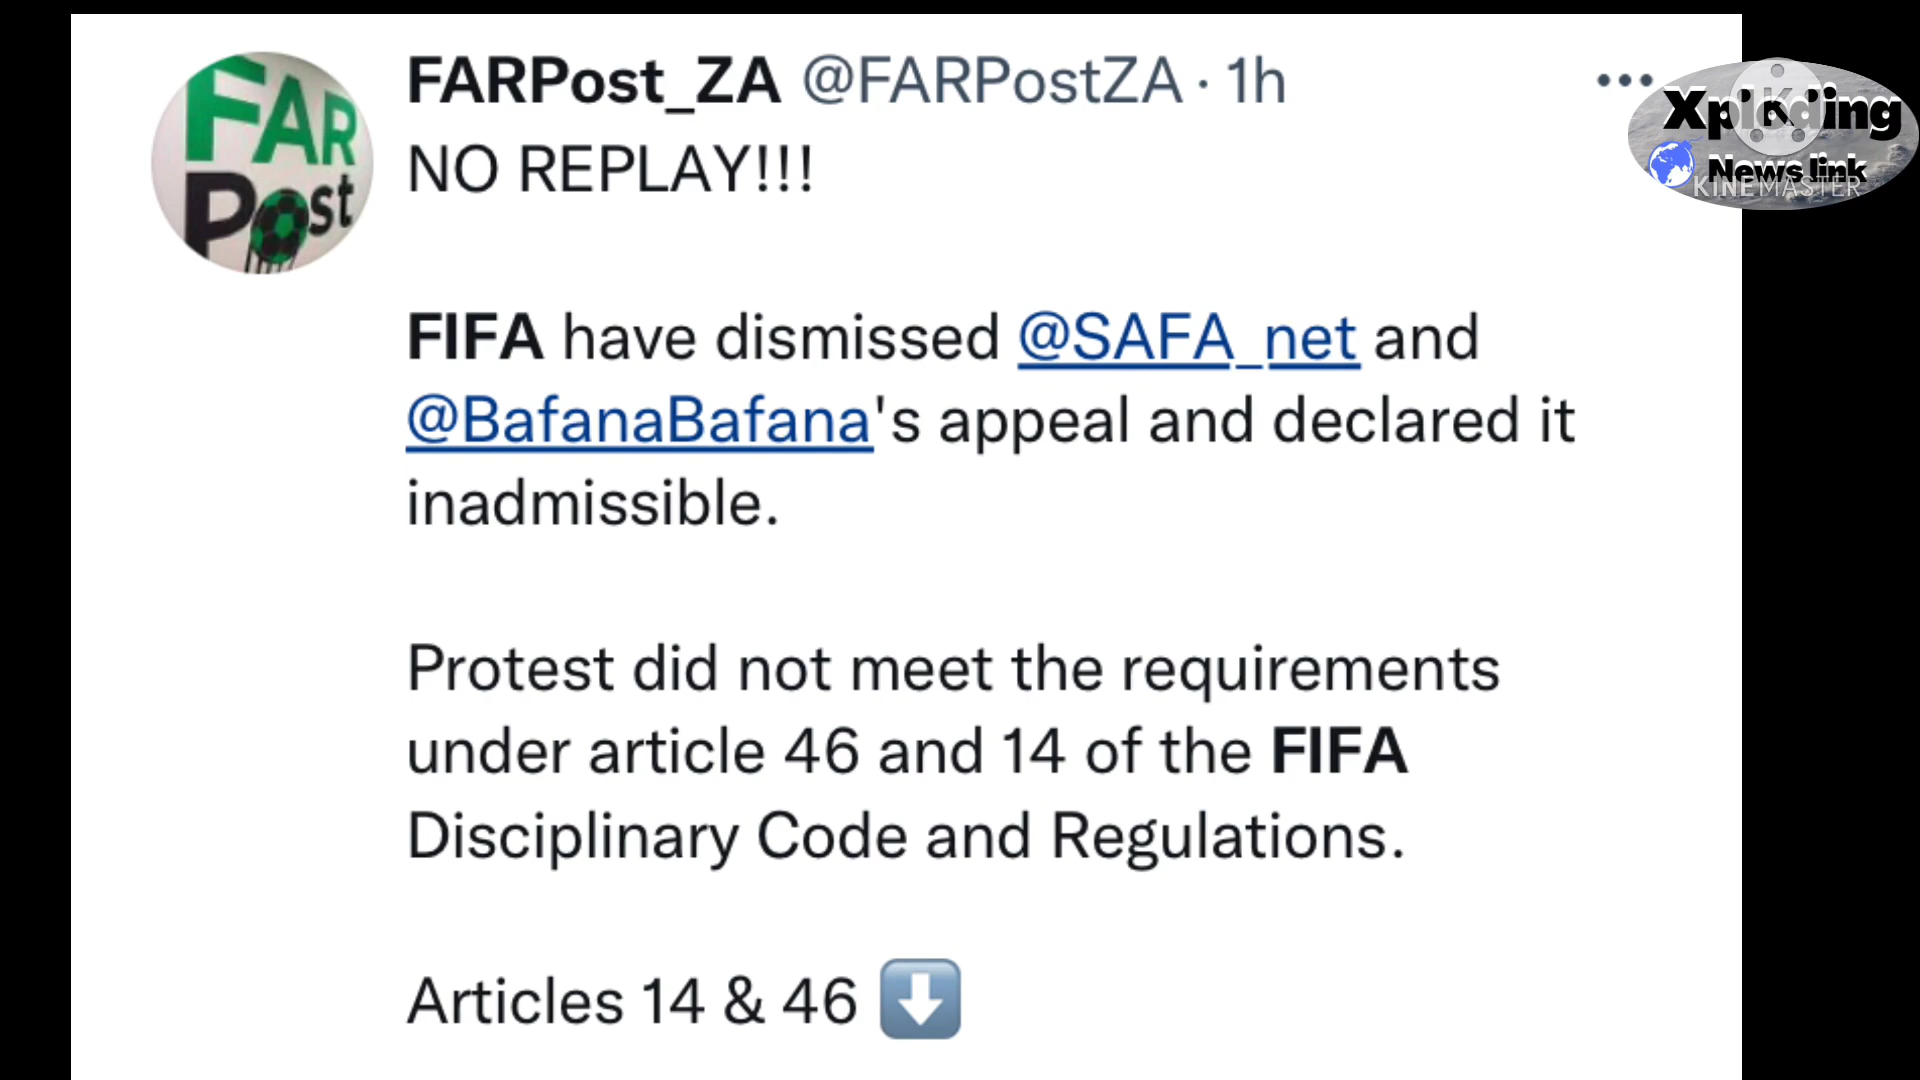 FAR
Post
FARPost_ZA @FARPostZA · 1h
NO REPLAY!!!
FIFA have dismissed @SAFA_net and
@BafanaBafana's appeal and declared it
inadmissible.
Protest did not meet the requirements
under article 46 and 14 of the FIFA
Disciplinary Code and Regulations.
Articles 14 & 46 ⬇️
News link
KINEMASTER